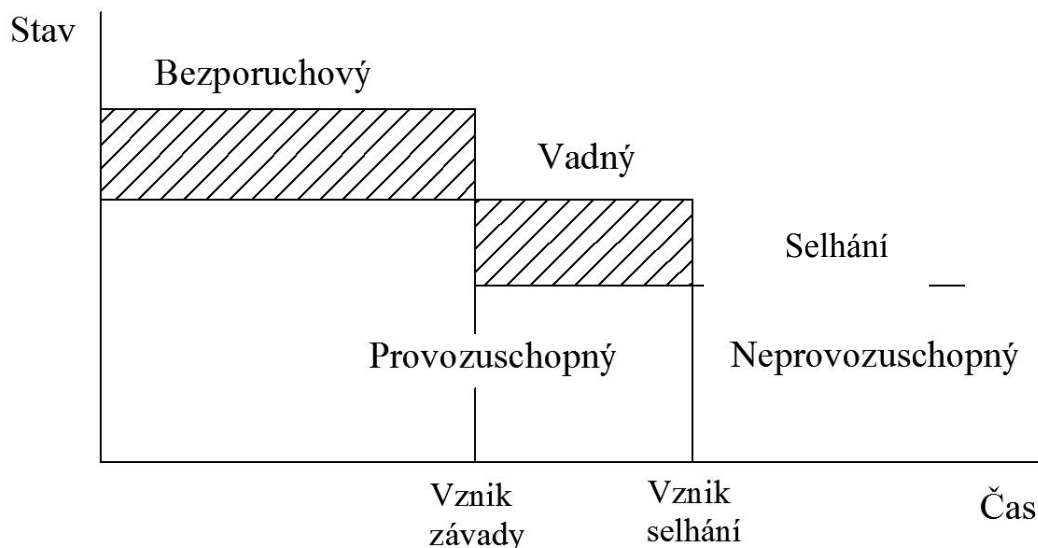 Stav
Bezporuchový
Vadný
Selhání
Provozuschopný
Neprovozuschopný
Vznik
závady
Vznik
selhání
Čas